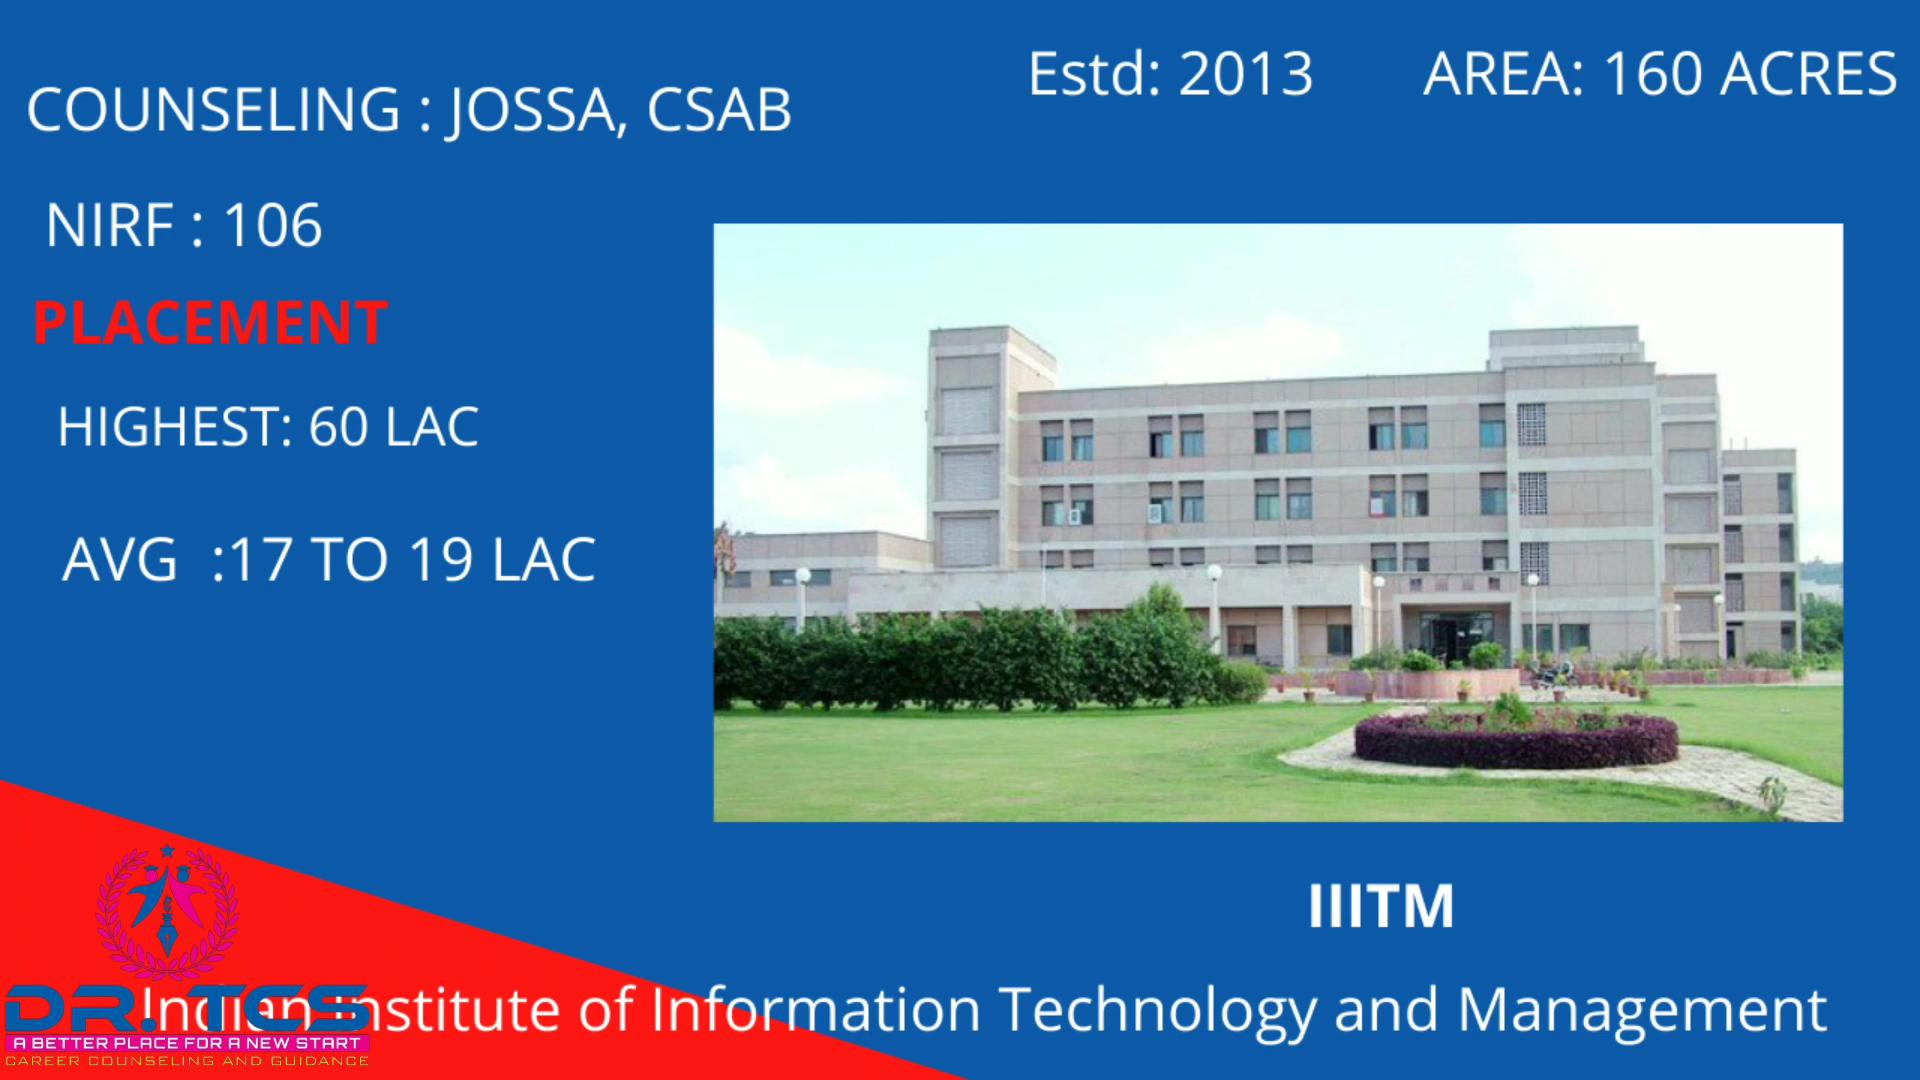 COUNSELING : JOSSA, CSAB
Estd: 2013
AREA: 160 ACRES
NIRF : 106
PLACEMENT
HIGHEST: 60 LAC
AVG :17 TO 19 LAC
IIITM
Indian Institute of Information Technology and Management
DR. TCS
A BETTER PLACE FOR A NEW START
CAREER COUNSELING AND GUIDANCE